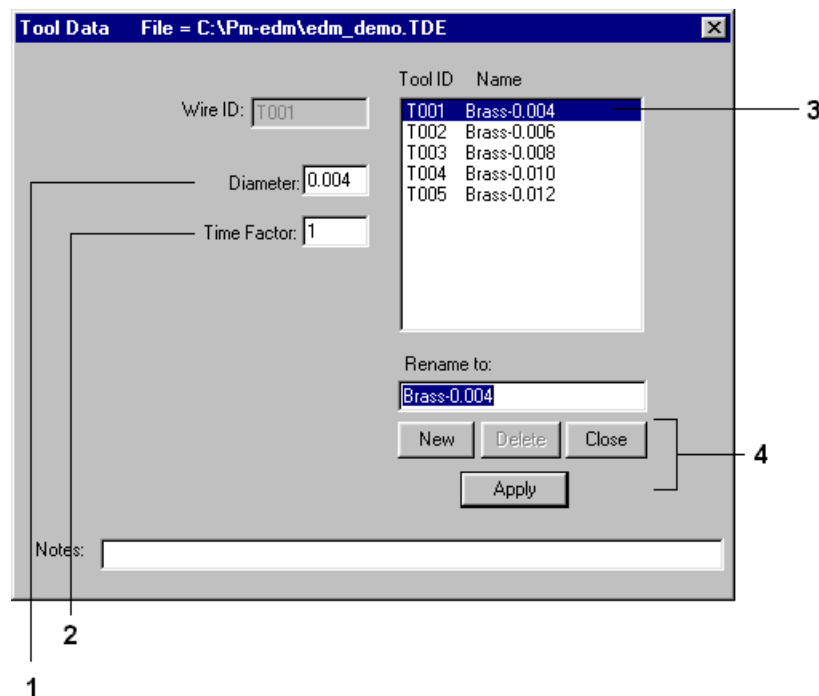 Tool Data File = C:\Pm-edm\edm_demo.TDE
Wire ID: T001
Diameter: 0.004
Time Factor: 1
Tool ID Name
T001 Brass-0.004
T002 Brass-0.006
T003 Brass-0.008
T004 Brass-0.010
T005 Brass-0.012
3
Rename to:
Brass-0.004
New Delete Close
Apply
4
Notes:
2
1